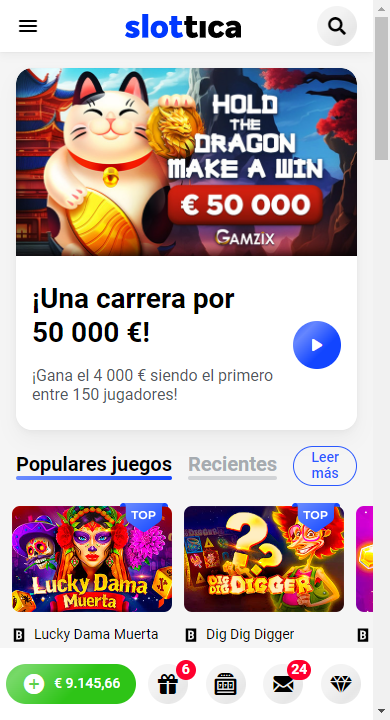 slottica
HOLD
THE
DRAGON
MAKE A WIN
€ 50 000
GAMZIX
¡Una carrera por
50 000 €!
¡Gana el 4 000 € siendo el primero
entre 150 jugadores!
Populares juegos
Recientes
Leer
más
TOP
TOP
Lucky Dama
Muerta
DIG DIG
DIGGER
B Lucky Dama Muerta
B Dig Dig Digger
B
€ 9.145,66
6
24